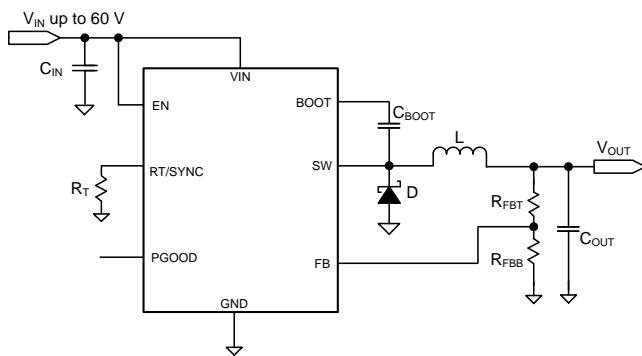 V_IN up to 60 V
C_IN
VIN
BOOT
C_BOOT
EN
L
SW
V_OUT
RT/SYNC
R_T
D
R_FBT
C_OUT
PGOOD
FB
R_FBB
GND